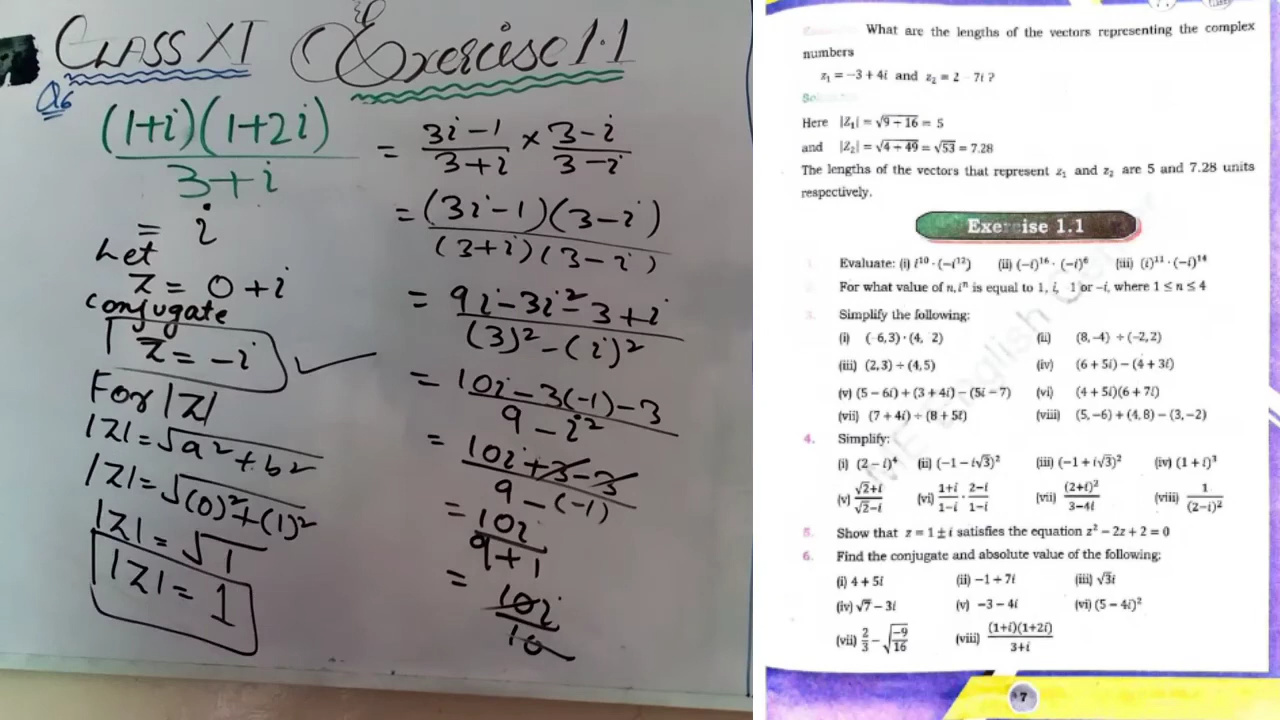 CLASS XI Exercise 1.1
Q6
(1+i)(1+2i)
3+i
= i
Let
z = 0 + i
conjugate
z = -i
For |z|
|z| = √a² + b²
|z| = √(0)² + (1)²
|z| = √1
|z| = 1
= 3i - 1 / 3 + i × 3 - i / 3 - i
= (3i - 1)(3 - i) / (3 + i)(3 - i)
= 9i - 3i² - 3 + i / (3)² - (i)²
= 10i - 3(-1) - 3 / 9 - i²
= 10i + 3 - 3 / 9 - (-1)
= 10i / 9 + 1
= 10i / 10
What are the lengths of the vectors representing the complex
numbers
z₁ = -3 + 4i and z₂ = 2 - 7i ?
Here |Z₁| = √9 + 16 = 5
and |Z₂| = √4 + 49 = √53 = 7.28
The lengths of the vectors that represent z₁ and z₂ are 5 and 7.28 units
respectively.
Exercise 1.1
Evaluate: (i) i¹⁰ · (-i¹²) (ii) (-i)¹⁶ · (-i)⁶ (iii) (i)¹¹ · (-i)¹⁴
For what value of n, iⁿ is equal to 1, i, 1 or -i, where 1 ≤ n ≤ 4
3. Simplify the following:
(i) (6,3) · (4, 2) (ii) (8,-4) ÷ (-2,2)
(iii) (2,3) ÷ (4,5) (iv) (6 + 5i) - (4 + 3i)
(v) (5 - 6i) + (3 + 4i) - (5i - 7) (vi) (4 + 5i)(6 + 7i)
(vii) (7 + 4i) ÷ (8 + 5i) (viii) (5,-6) + (4,8) - (3,-2)
4. Simplify:
(i) (2 - i)⁴ (ii) (-1 - i√3)² (iii) (-1 + i√3)² (iv) (1 + i)³
(v) √2+i / √2-i (vi) 1+i / 1-i · 2-i / 1-i (vii) (2+i)² / 3-4i (viii) 1 / (2-i)²
5. Show that z = 1 ± i satisfies the equation z² - 2z + 2 = 0
6. Find the conjugate and absolute value of the following:
(i) 4 + 5i (ii) -1 + 7i (iii) √3i
(iv) √7 - 3i (v) -3 - 4i (vi) (5 - 4i)²
(vii) 2/3 - √-9/16 (viii) (1+i)(1+2i) / 3+i
7